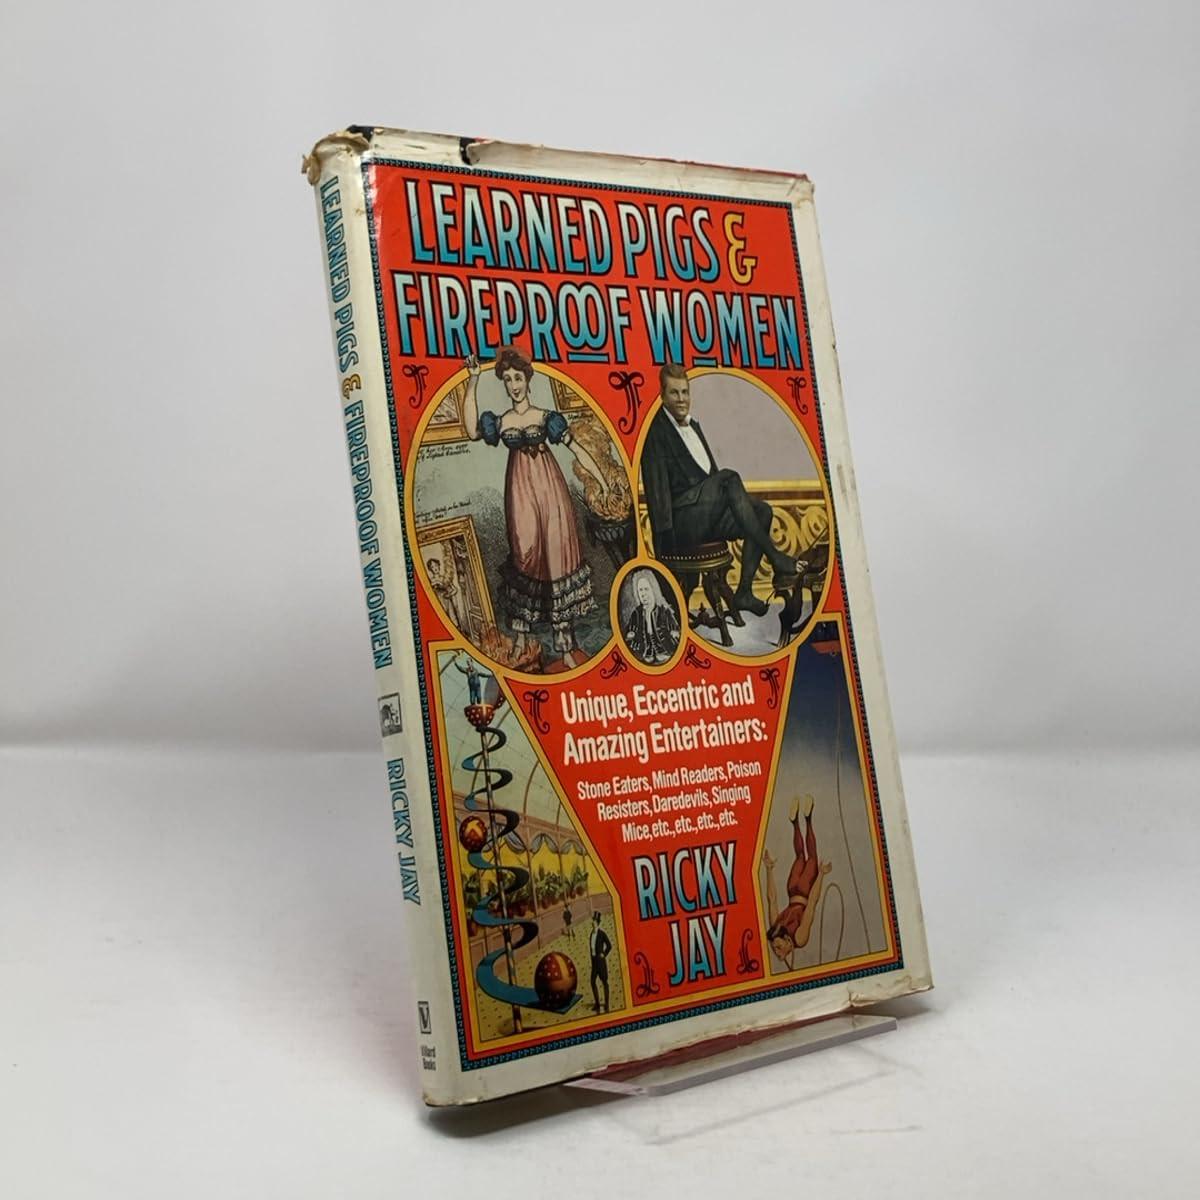 LEARNED PIGS &
FIREPROOF WOMEN
Unique, Eccentric and
Amazing Entertainers:
Stone Eaters, Mind Readers, Poison
Resisters, Daredevils, Singing
Mice, etc., etc., etc., etc.
RICKY
JAY
LEARNED PIGS & FIREPROOF WOMEN
RICKY JAY
V
Villard
Books